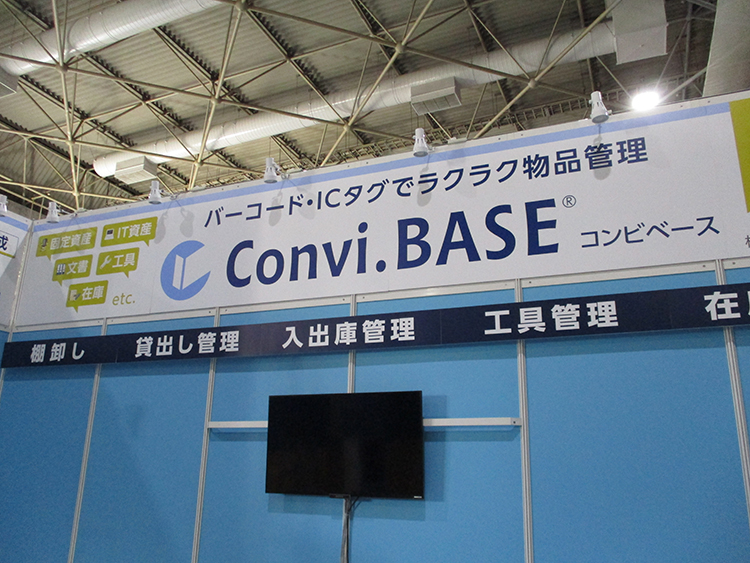 バーコード・ICタグでラクラク物品管理
固定資産
IT資産
文書
工具
在庫
etc.
Convi.BASE® コンビベース
棚卸し
貸出し管理
入出庫管理
工具管理
在